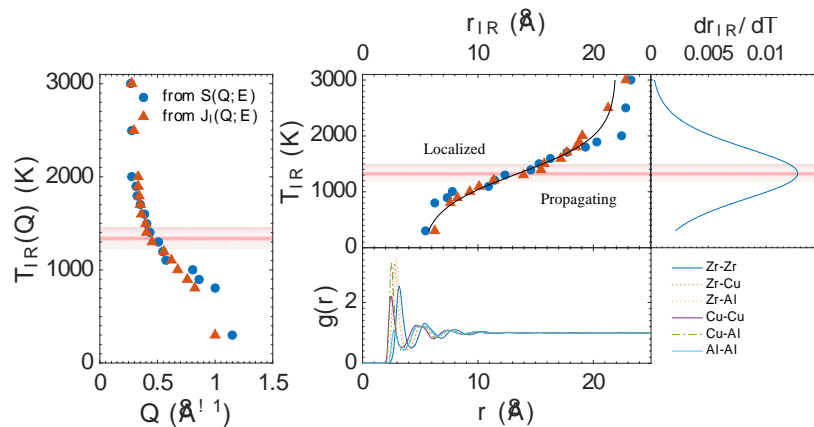 r_IR (Å)
dr_IR/ dT
0 10 20
0 0.005 0.01
3000
2000
1000
0
from S(Q;E)
from J_l(Q;E)
T_IR(Q) (K)
0 0.5 1 1.5
Q (Å^! 1)
3000
2000
1000
0
T_IR (K)
Localized
Propagating
2
0
g(r)
0 10 20
r (Å)
Zr-Zr
Zr-Cu
Zr-Al
Cu-Cu
Cu-Al
Al-Al